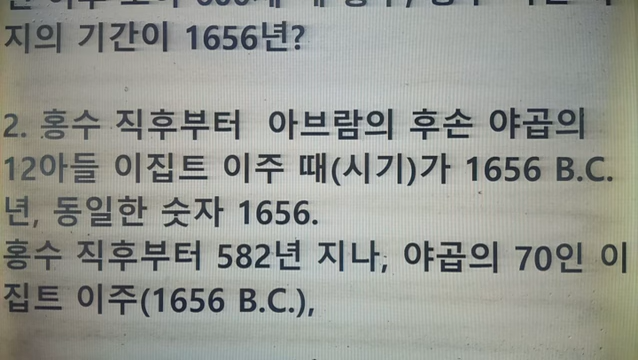 지의 기간이 1656년?
2. 홍수 직후부터 아브람의 후손 야곱의
12아들 이집트 이주 때(시기)가 1656 B.C.
년, 동일한 숫자 1656.
홍수 직후부터 582년 지나, 야곱의 70인 이
집트 이주(1656 B.C.),